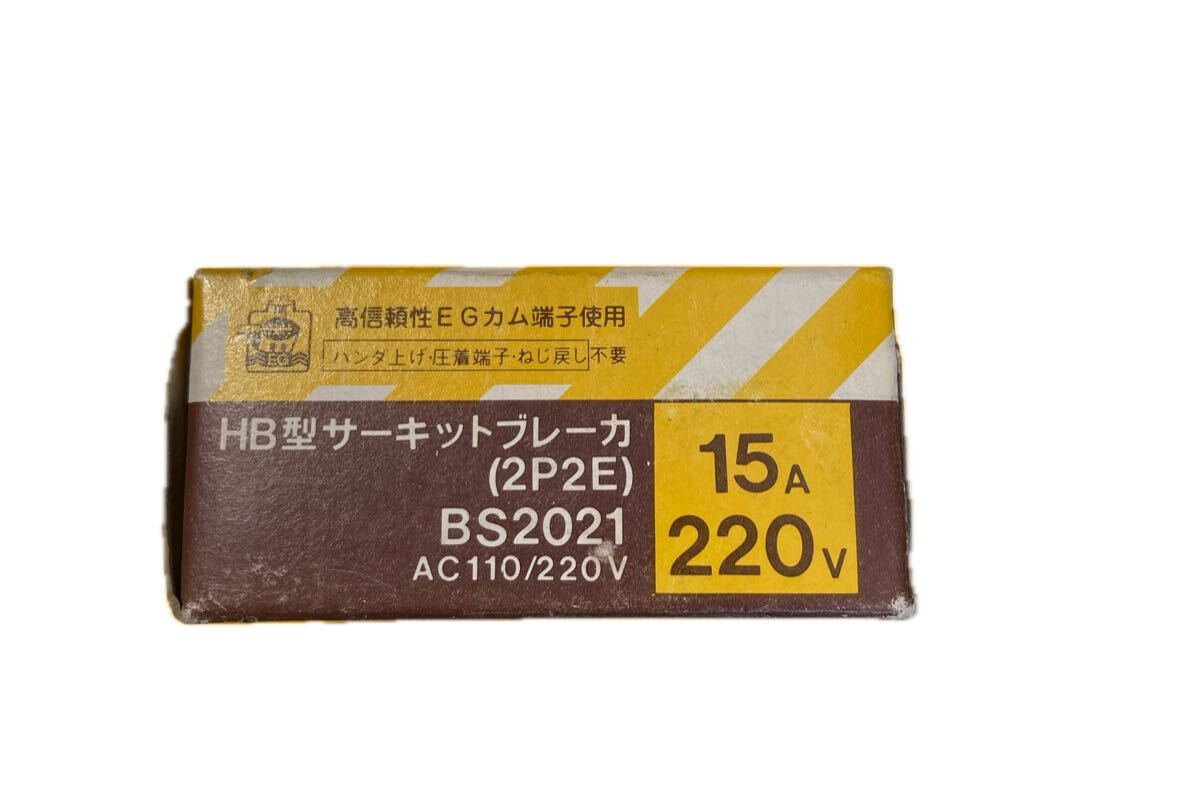 高信頼性EGカム端子使用
ハンダ上げ・圧着端子・ねじ戻し不要
EG
HB型サーキットブレーカ
(2P2E)
BS2021
AC110/220V
15A
220V